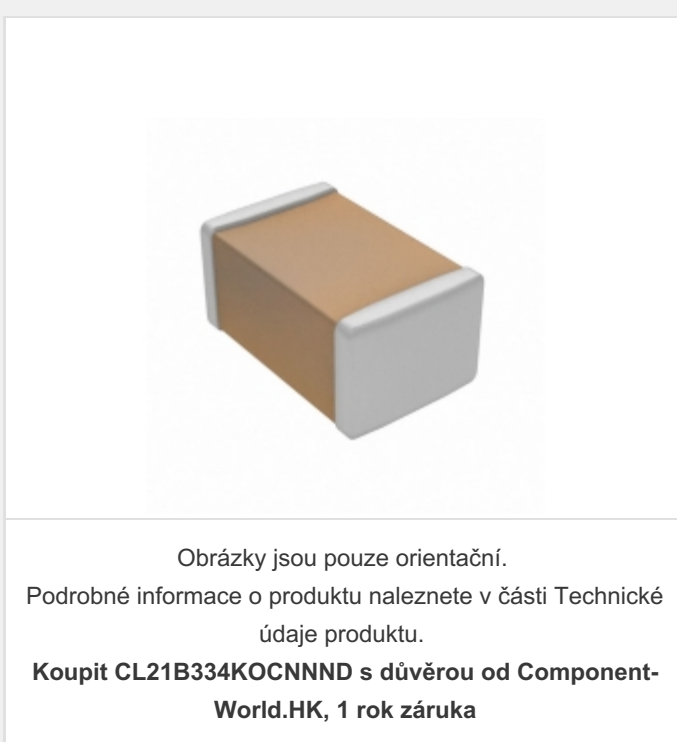 Obrázky jsou pouze orientační.
Podrobné informace o produktu naleznete v části Technické
údaje produktu.
Koupit CL21B334KOCNNND s důvěrou od Component-
World.HK, 1 rok záruka